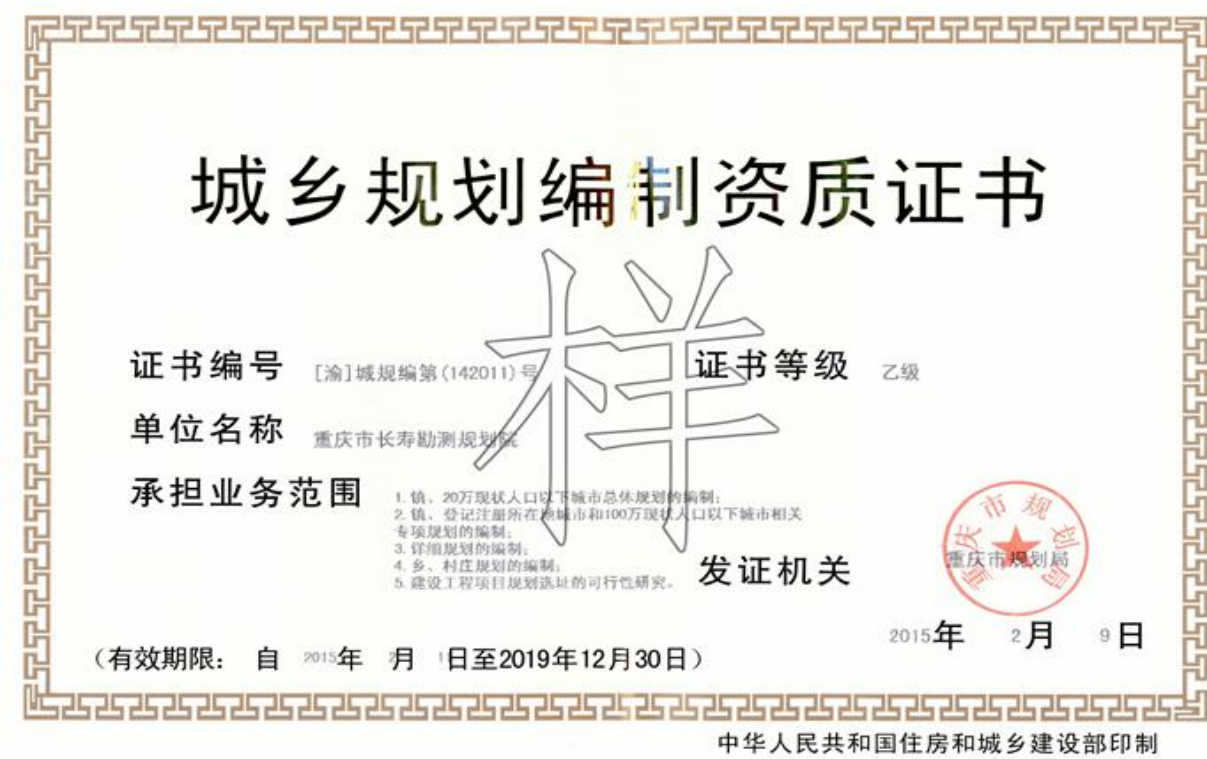 城乡规划编制资质证书
样
证书编号 [渝]城规编第(142011)号 证书等级 乙级
单位名称 重庆市长寿勘测规划院
承担业务范围
1. 镇、20万现状人口以下城市总体规划的编制;
2. 镇、登记注册所在地城市和100万现状人口以下城市相关
专项规划的编制;
3. 详细规划的编制;
4. 乡、村庄规划的编制;
5. 建设工程项目规划选址的可行性研究。
发证机关 重庆市规划局
重庆市规划局
2015年 2月 9日
(有效期限: 自 2015年 2月 日至2019年12月30日)
中华人民共和国住房和城乡建设部印制